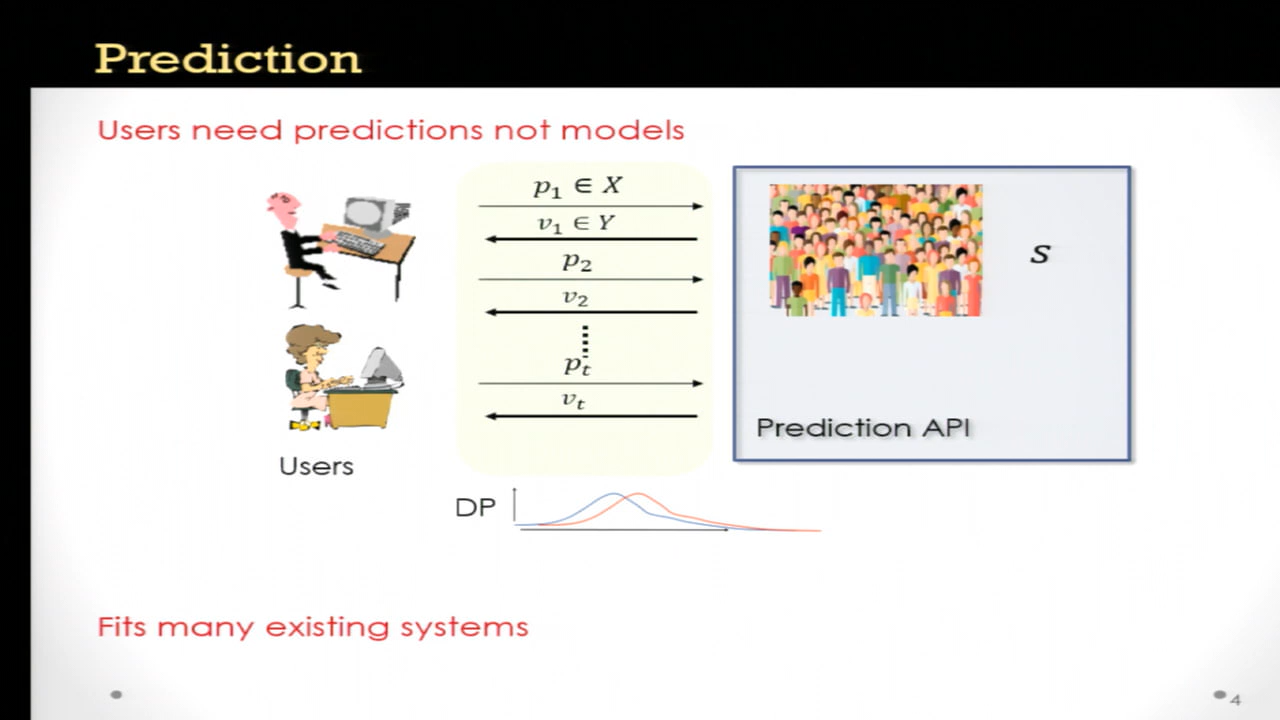 Prediction
Users need predictions not models
p₁ ∈ X
v₁ ∈ Y
p₂
v₂
pₜ
vₜ
s
Prediction API
Users
DP
Fits many existing systems
4